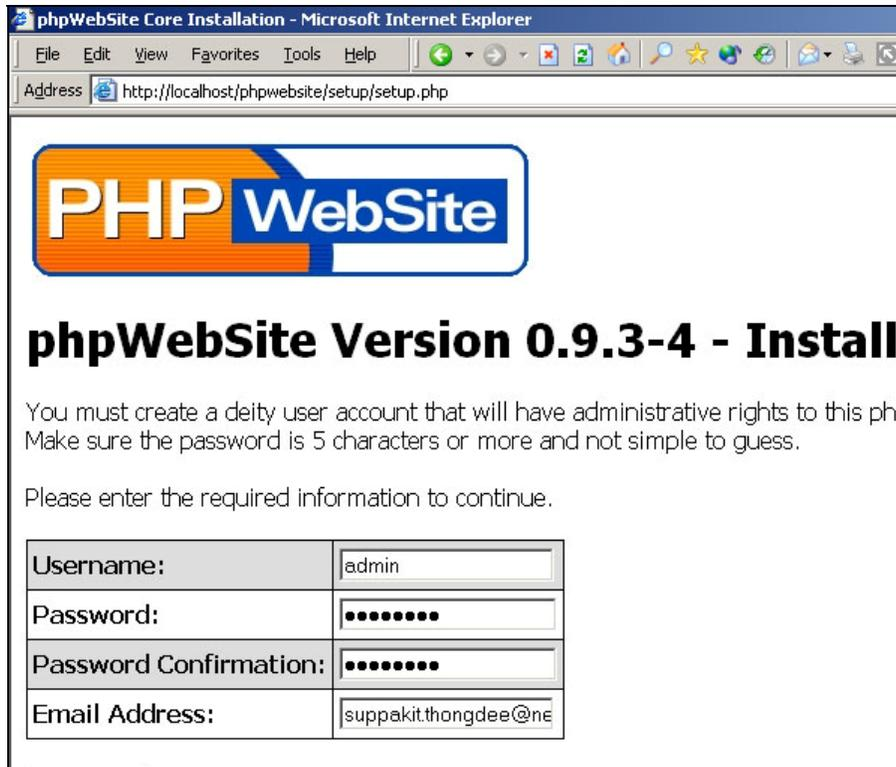 phpWebSite Core Installation - Microsoft Internet Explorer
File Edit View Favorites Tools Help
Address http://localhost/phpwebsite/setup/setup.php
PHP WebSite
phpWebSite Version 0.9.3-4 - Install
You must create a deity user account that will have administrative rights to this ph
Make sure the password is 5 characters or more and not simple to guess.
Please enter the required information to continue.
Username: admin
Password: ••••••••
Password Confirmation: ••••••••
Email Address: suppakit.thongdee@ne